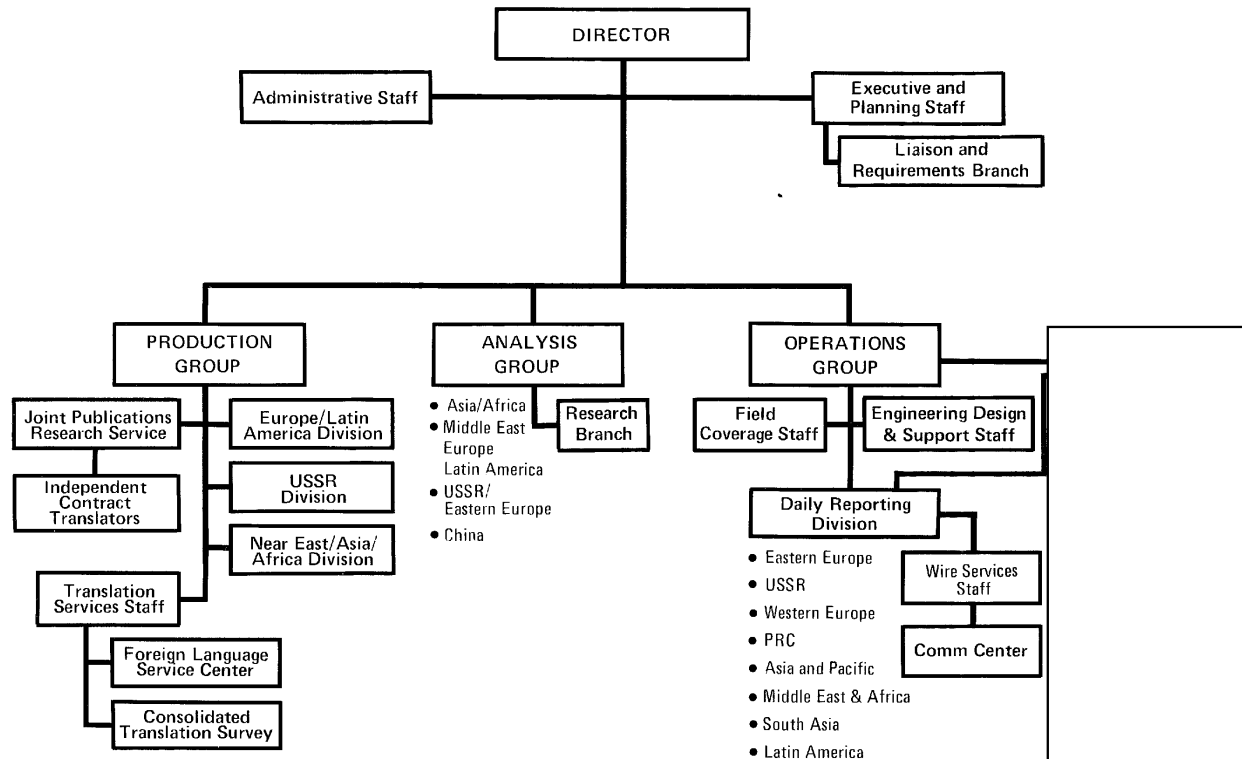 DIRECTOR
Administrative Staff
Executive and
Planning Staff
Liaison and
Requirements Branch
PRODUCTION
GROUP
Joint Publications
Research Service
Independent
Contract
Translators
Europe/Latin
America Division
USSR
Division
Near East/Asia/
Africa Division
Translation
Services Staff
Foreign Language
Service Center
Consolidated
Translation Survey
ANALYSIS
GROUP
• Asia/Africa
• Middle East
Europe
Latin America
• USSR/
Eastern Europe
• China
Research
Branch
OPERATIONS
GROUP
Field
Coverage Staff
Engineering Design
& Support Staff
Daily Reporting
Division
• Eastern Europe
• USSR
• Western Europe
• PRC
• Asia and Pacific
• Middle East & Africa
• South Asia
• Latin America
Wire Services
Staff
Comm Center